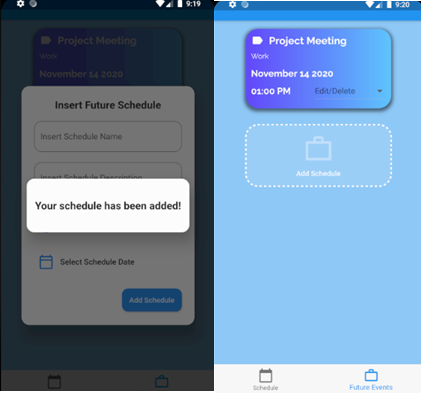 9:19
Project Meeting
Work
November 14 2020
Insert Future Schedule
Insert Schedule Name
Insert Schedule Description
Your schedule has been added!
Select Schedule Date
Add Schedule
9:20
Project Meeting
Work
November 14 2020
01:00 PM Edit/Delete
Add Schedule
Schedule
Future Events